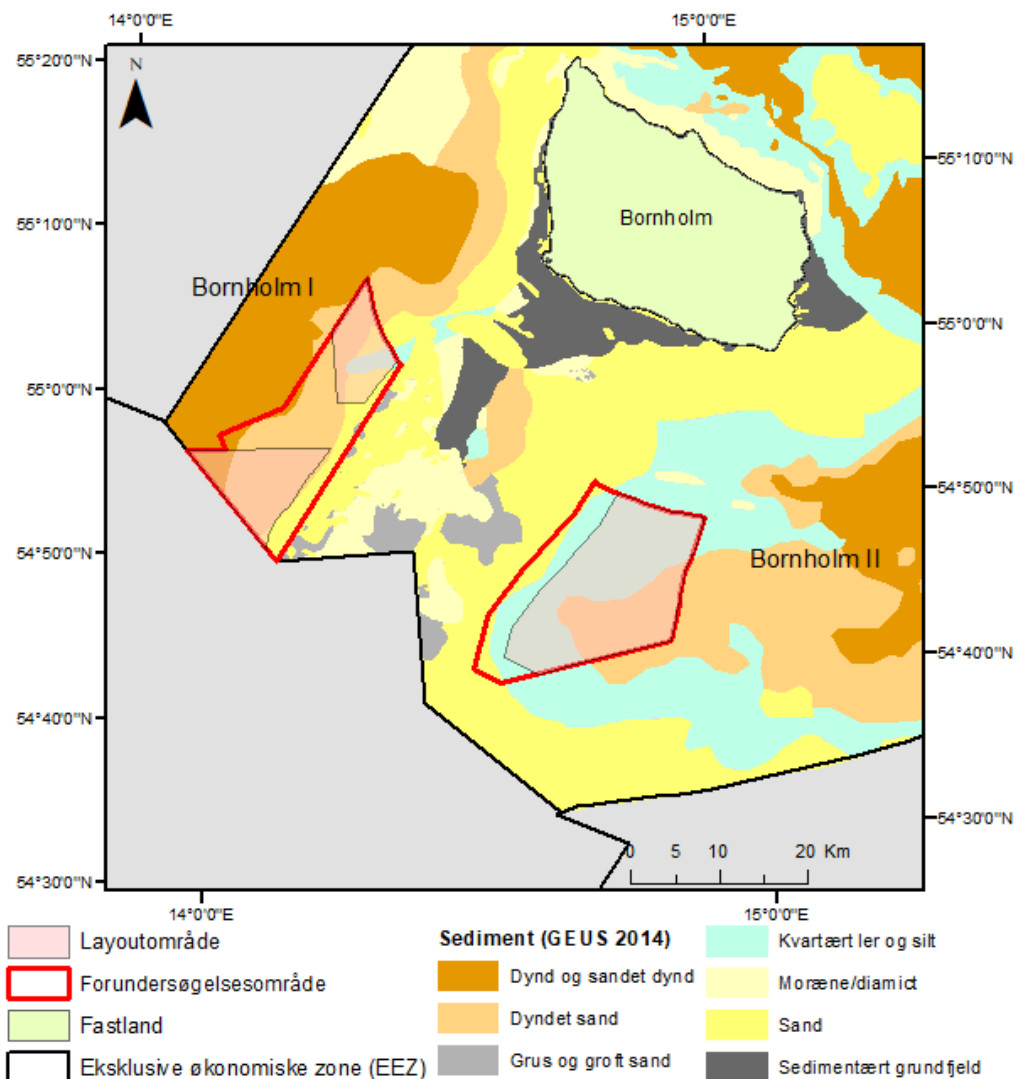 14°0'0"E 15°0'0"E
55°20'0"N
N
55°10'0"N
Bornholm
55°10'0"N
Bornholm I
55°0'0"N
55°0'0"N
54°50'0"N
54°50'0"N
Bornholm II
54°40'0"N
54°40'0"N
54°30'0"N
0 5 10 20 Km
54°30'0"N
14°0'0"E 15°0'0"E
Layoutområde
Forundersøgelsesområde
Fastland
Eksklusive økonomiske zone (EEZ)
Sediment (GEUS 2014)
Dynd og sandet dynd
Dyndet sand
Grus og groft sand
Kvartært ler og silt
Moræne/diamict
Sand
Sedimentært grundfjeld